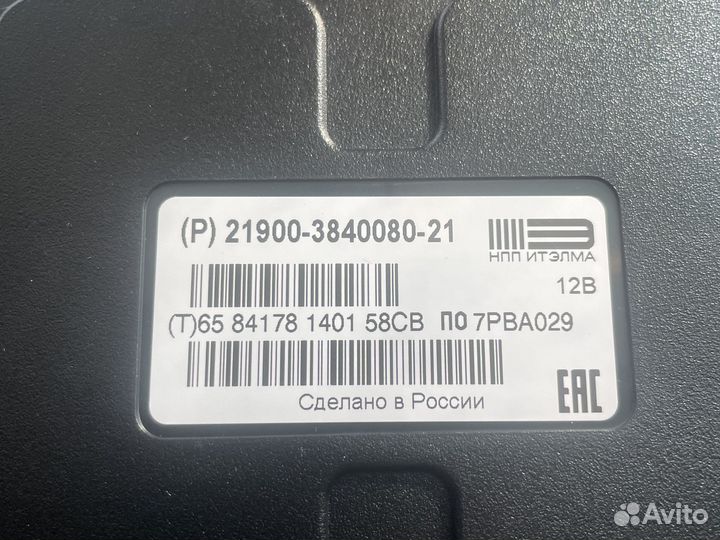 (P) 21900-3840080-21
НПП ИТЭЛМА
12В
(T)65 84178 1401 58CB ПО 7PBA029
Сделано в России
EAC
Avito